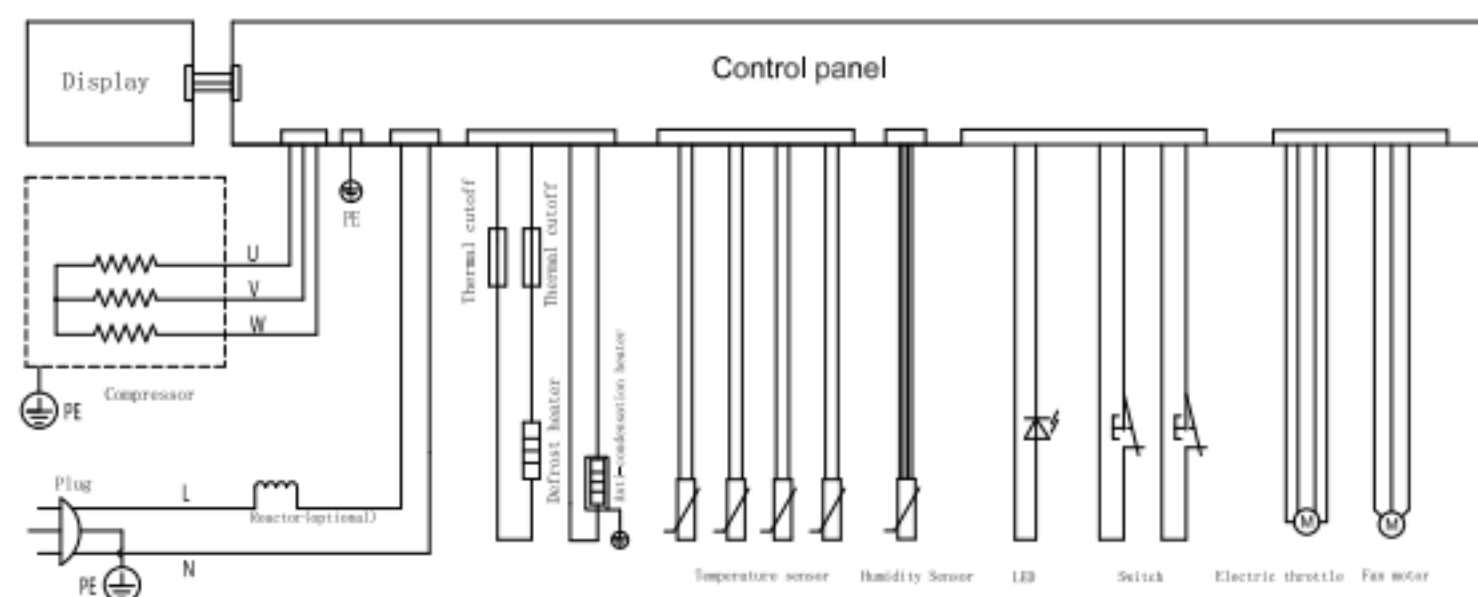 Display
Control panel
PE
Thermal cutoff
Thermal cutoff
U
V
W
Compressor
PE
Defrost heater
Anti-condensation heater
Plug
L
Reactor(optional)
N
PE
M
M
Temperature sensor
Humidity Sensor
LED
Switch
Electric throttle
Fan motor